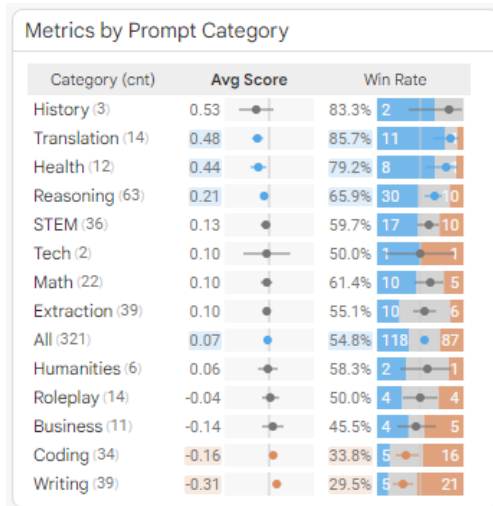 Metrics by Prompt Category
Category (cnt) Avg Score Win Rate
History (3) 0.53 83.3% 2
Translation (14) 0.48 85.7% 11
Health (12) 0.44 79.2% 8
Reasoning (63) 0.21 65.9% 30 10
STEM (36) 0.13 59.7% 17 10
Tech (2) 0.10 50.0% 1 1
Math (22) 0.10 61.4% 10 5
Extraction (39) 0.10 55.1% 10 6
All (321) 0.07 54.8% 118 87
Humanities (6) 0.06 58.3% 2 1
Roleplay (14) -0.04 50.0% 4 4
Business (11) -0.14 45.5% 4 5
Coding (34) -0.16 33.8% 5 16
Writing (39) -0.31 29.5% 5 21